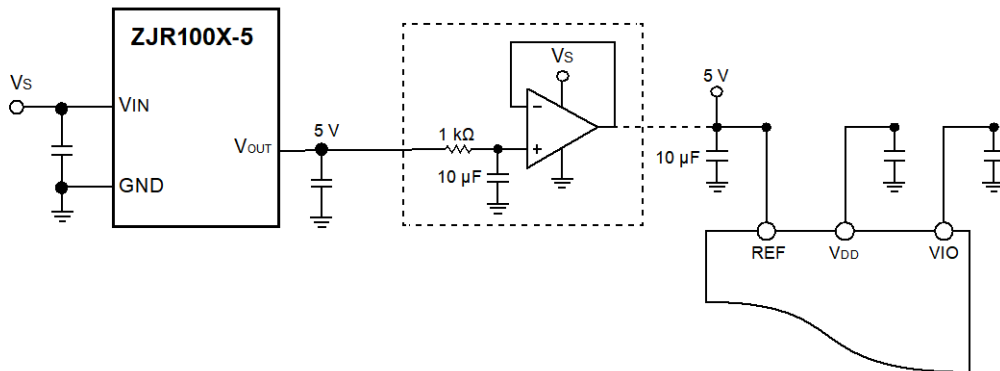 ZJR100X-5
VS
VIN
VOUT
GND
5 V
1 kΩ
10 µF
VS
−
+
5 V
10 µF
REF
VDD
VIO